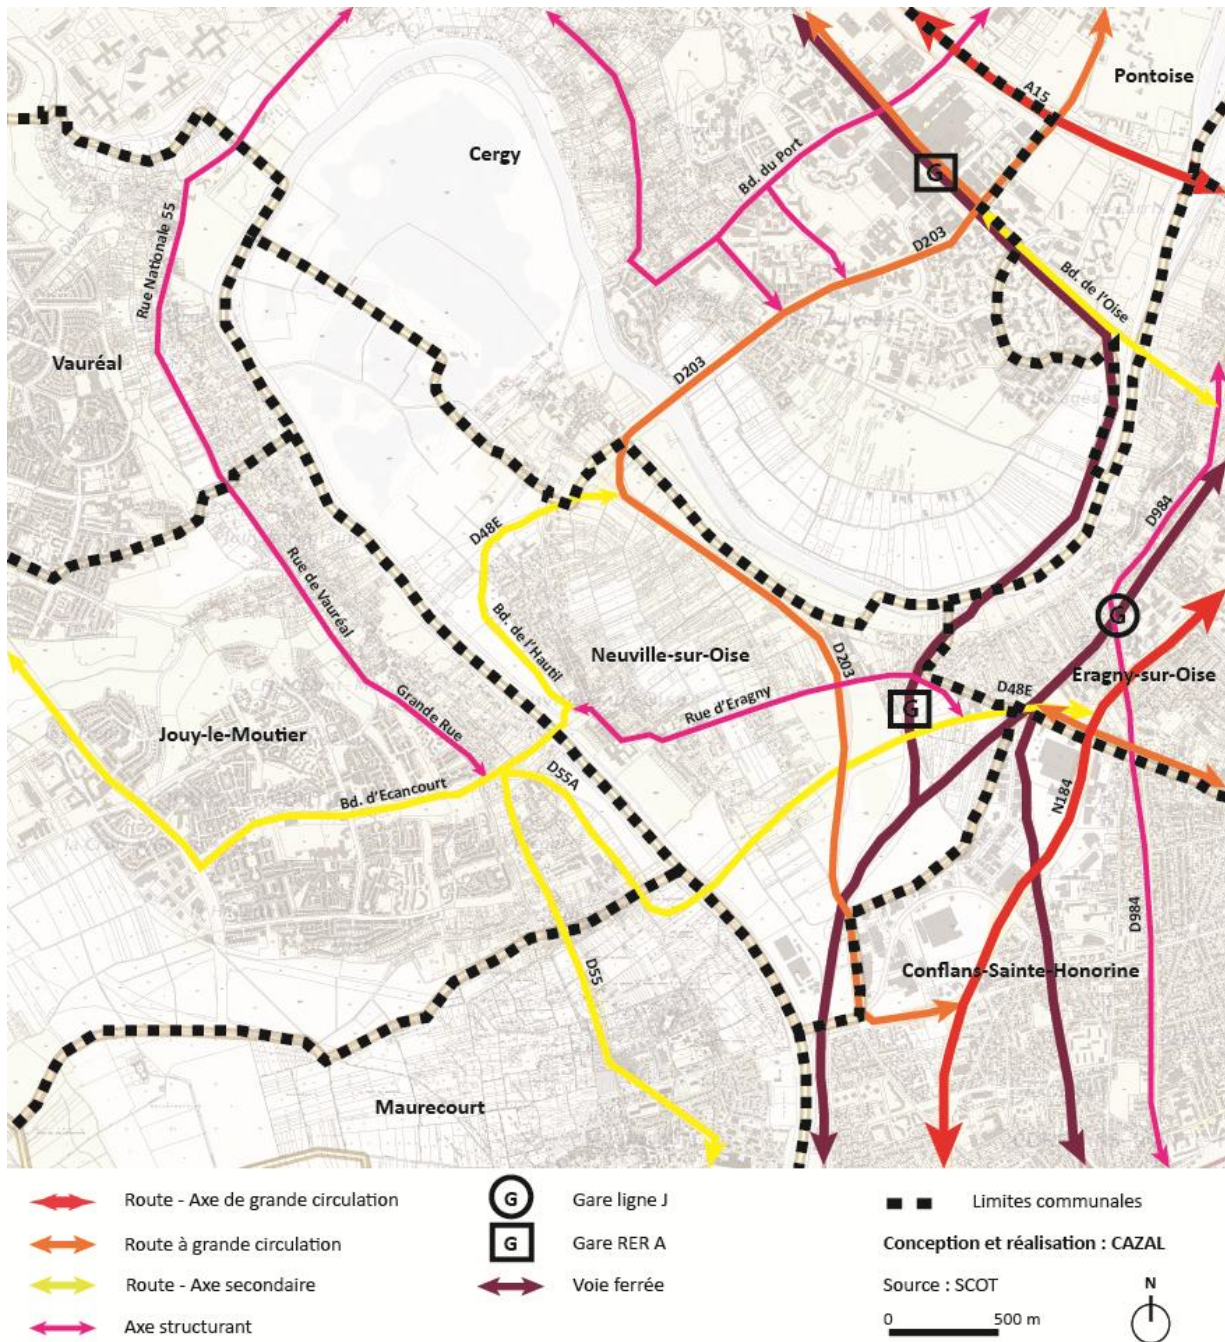 Pontoise
A15
Cergy
Bd. du Port
G
D203
Rue Nationale 55
Bd. de l'Oise
Vauréal
D203
D984
D48E
Rue de Vauréal
Bd. de l'Hautil
Neuville-sur-Oise
D203
G
Eragny-sur-Oise
D48E
Rue d'Eragny
G
Grande Rue
Jouy-le-Moutier
D55A
Bd. d'Ecancourt
N184
D984
D55
Conflans-Sainte-Honorine
Maurecourt
Route - Axe de grande circulation
Route à grande circulation
Route - Axe secondaire
Axe structurant
G Gare ligne J
G Gare RER A
Voie ferrée
Limites communales
Conception et réalisation : CAZAL
Source : SCOT
0 500 m
N